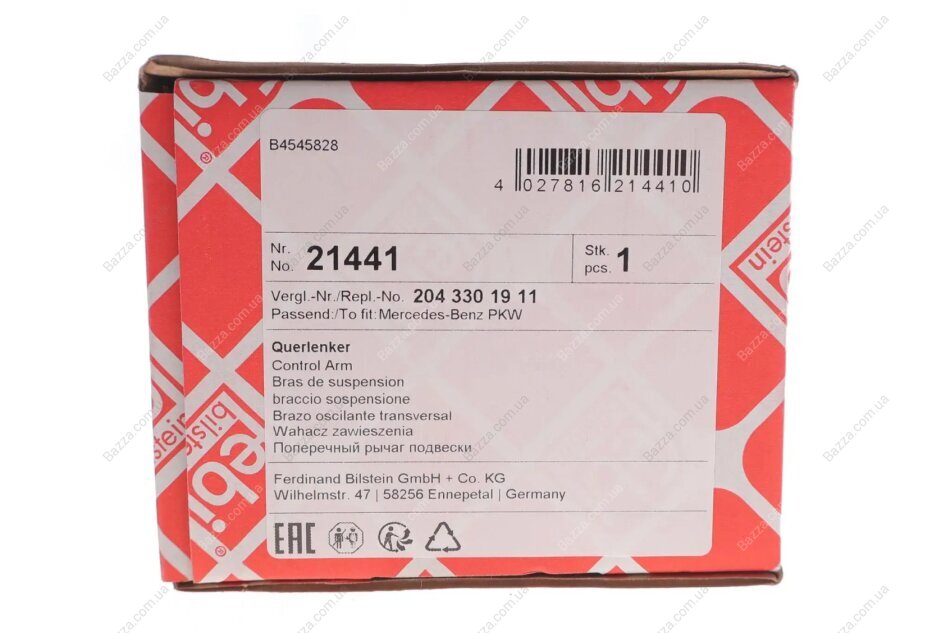 B4545828
4 027816 214410
Nr.
No. 21441
Stk.
pcs. 1
Vergl.-Nr./Repl.-No. 204 330 19 11
Passend:/To fit: Mercedes-Benz PKW
Querlenker
Control Arm
Bras de suspension
braccio sospensione
Brazo oscilante transversal
Wahacz zawieszenia
Поперечный рычаг подвески
Ferdinand Bilstein GmbH + Co. KG
Wilhelmstr. 47 | 58256 Ennepetal | Germany
EAC
febi
bilstein
Bazza.com.ua